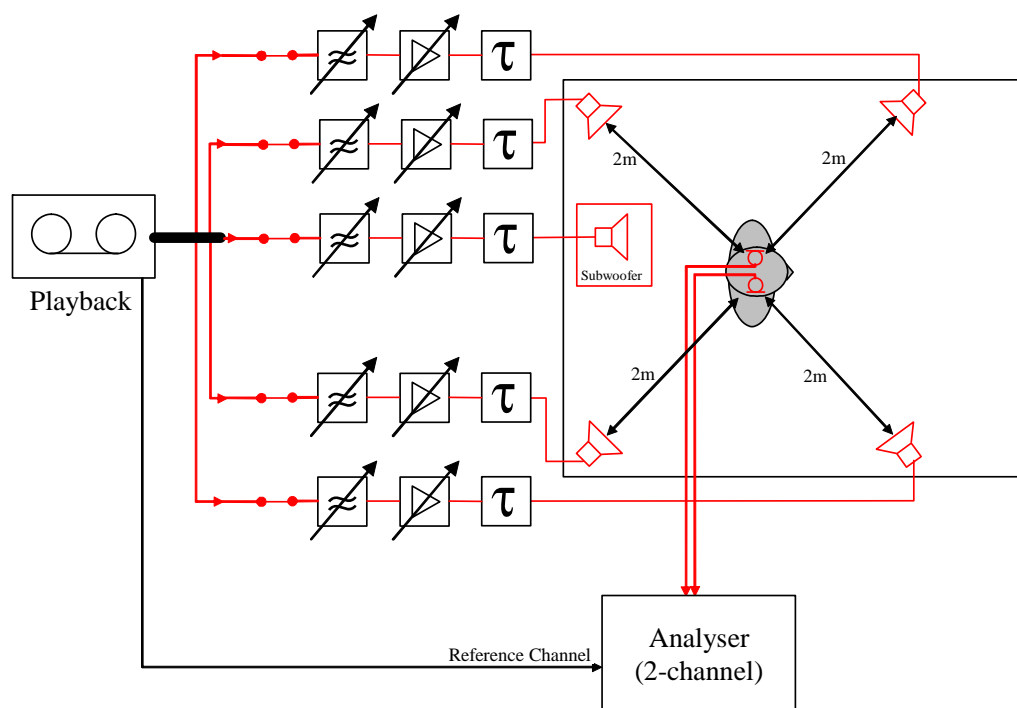 τ
τ
2m
2m
τ
Subwoofer
Playback
2m
2m
τ
τ
Analyser
(2-channel)
Reference Channel